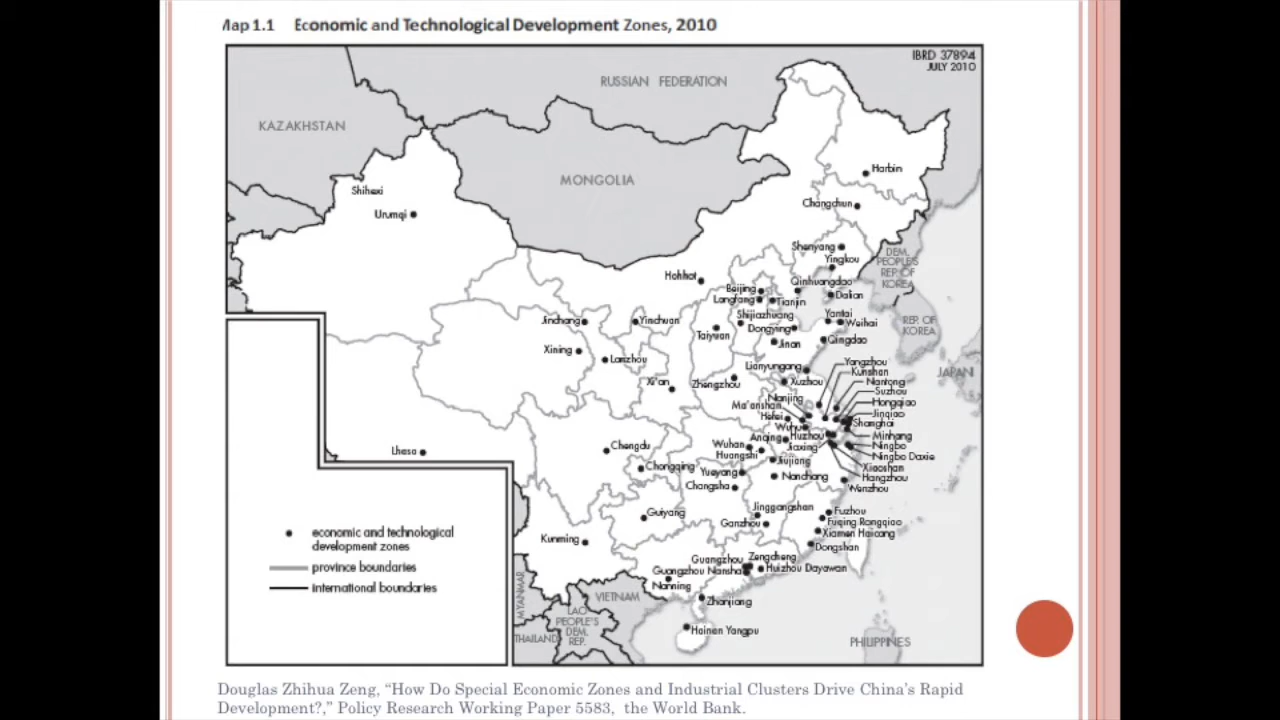 Map 1.1 Economic and Technological Development Zones, 2010
IBRD 37894
JULY 2010
RUSSIAN FEDERATION
KAZAKHSTAN
MONGOLIA
Harbin
Shihexi
Urumqi
Changchun
Shenyang
Yingkou
DEM.
PEOPLE'S
REP. OF
KOREA
Hohhot
Qinhuangdao
Beijing
Langfang
Tianjin
Dalian
Shijiazhuang
Yantai
Weihai
Jinchang
Yinchuan
Taiyuan
Dongying
REP. OF
KOREA
Jinan
Qingdao
Xining
Lanzhou
Lianyungang
Yangzhou
Kunshan
JAPAN
Xi'an
Zhengzhou
Xuzhou
Nantong
Suzhou
Nanjing
Hongqiao
Ma'anshan
Jinqiao
Hefei
Shanghai
Wuhu
Minhang
Anqing
Huzhou
Jiaxing
Ningbo
Ningbo Daxie
Lhasa
Chengdu
Wuhan
Huangshi
Xiaoshan
Chongqing
Jiujiang
Hangzhou
Yueyang
Nanchang
Wenzhou
Changsha
Guiyang
Jinggangshan
Fuzhou
Ganzhou
Fuqing Rongqiao
Xiamen Haicang
Kunming
Dongshan
Guangzhou
Zengcheng
Guangzhou Nansha
Huizhou Dayawan
Nanning
Zhanjiang
Hainan Yangpu
economic and technological
development zones
province boundaries
international boundaries
MYANMAR
VIETNAM
LAO
PEOPLE'S
DEM.
REP.
THAILAND
PHILIPPINES
Douglas Zhihua Zeng, “How Do Special Economic Zones and Industrial Clusters Drive China’s Rapid
Development?,” Policy Research Working Paper 5583, the World Bank.